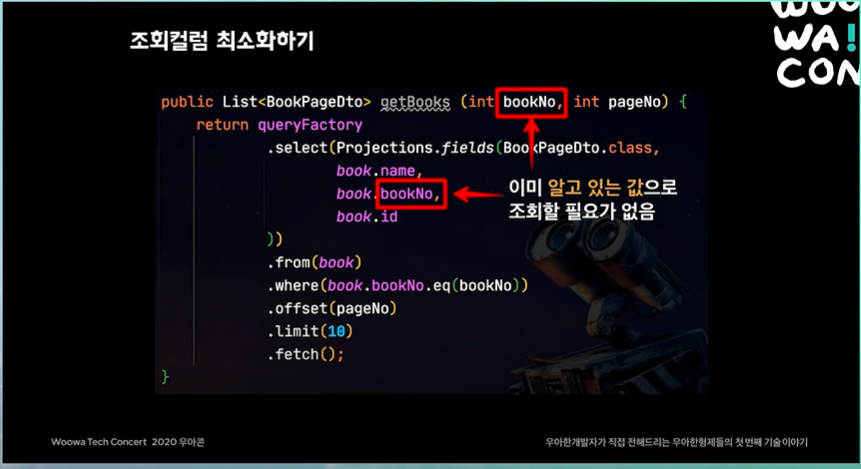 조회컬럼 최소화하기
WOOWA!
CON
public List<BookPageDto> getBooks (int bookNo, int pageNo) {
return queryFactory
.select(Projections.fields(BookPageDto.class,
book.name,
book.bookNo,
book.id
))
.from(book)
.where(book.bookNo.eq(bookNo))
.offset(pageNo)
.limit(10)
.fetch();
}
이미 알고 있는 값으로
조회할 필요가 없음
Woowa Tech Concert 2020 우아콘
우아한개발자가 직접 전해드리는 우아한형제들의 첫 번째 기술 이야기